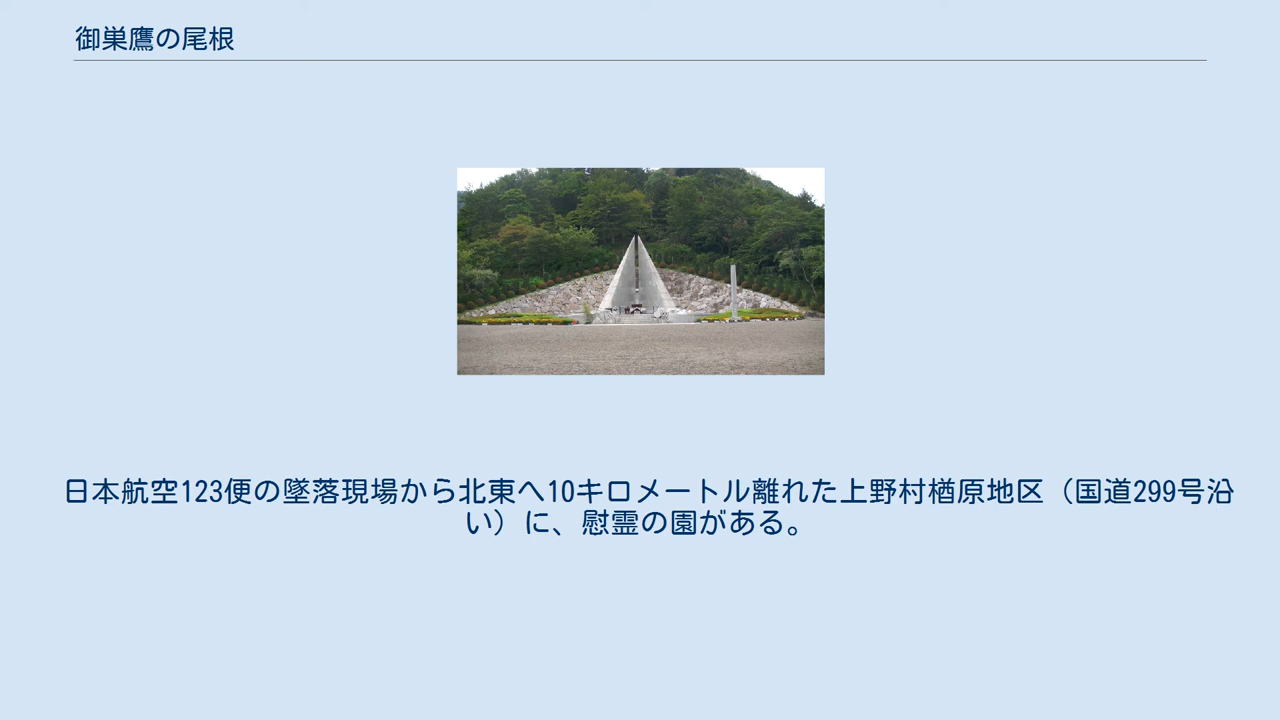 御巣鷹の尾根
日本航空123便の墜落現場から北東へ10キロメートル離れた上野村楢原地区（国道299号沿
い）に、慰霊の園がある。